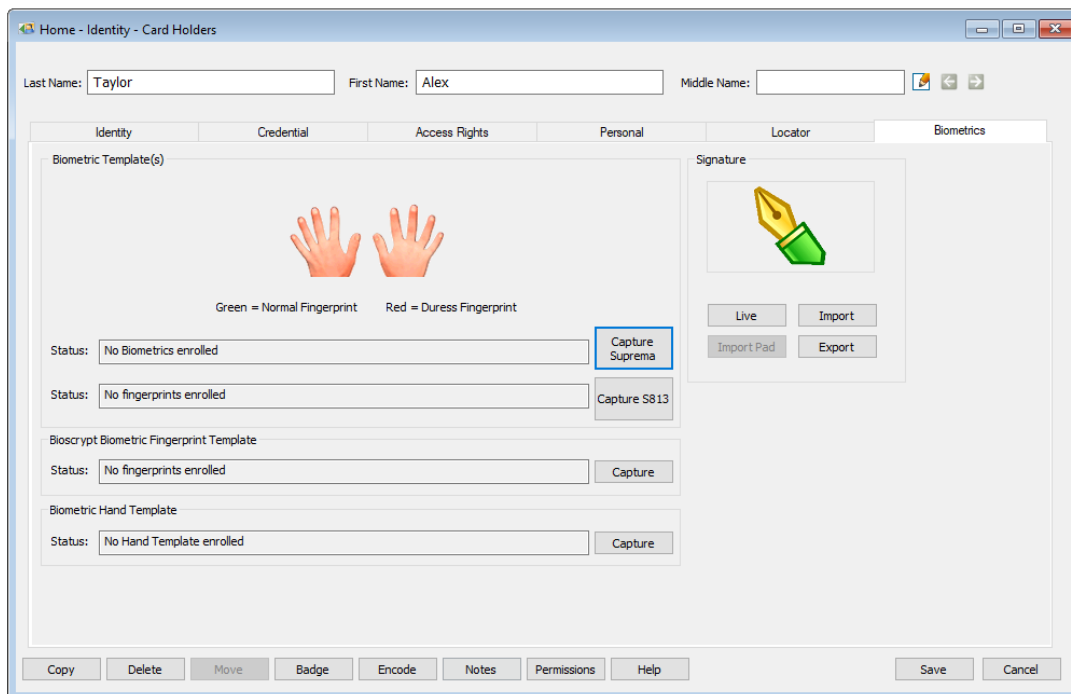 Home - Identity - Card Holders
Last Name: Taylor First Name: Alex Middle Name:
Identity Credential Access Rights Personal Locator Biometrics
Biometric Template(s)
Green = Normal Fingerprint Red = Duress Fingerprint
Status: No Biometrics enrolled
Capture
Suprema
Status: No fingerprints enrolled Capture S813
Bioscrypt Biometric Fingerprint Template
Status: No fingerprints enrolled Capture
Biometric Hand Template
Status: No Hand Template enrolled Capture
Signature
Live Import
Import Pad Export
Copy Delete Move Badge Encode Notes Permissions Help Save Cancel